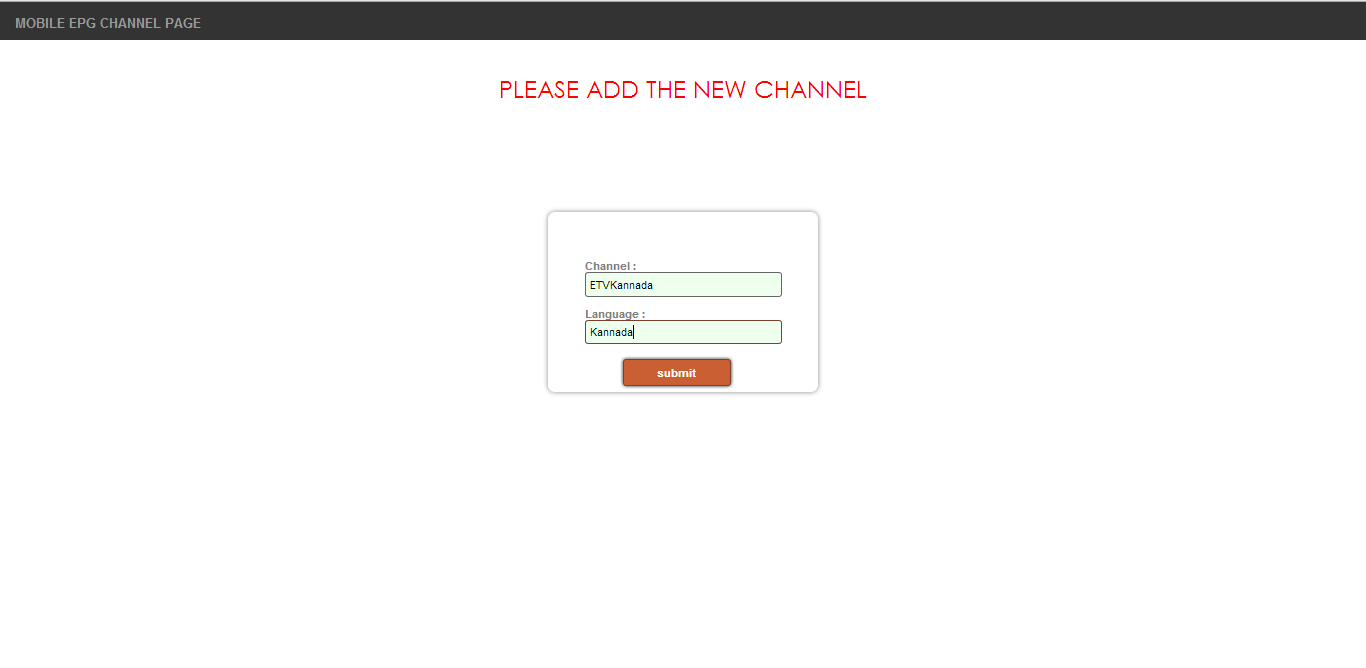 MOBILE EPG CHANNEL PAGE
PLEASE ADD THE NEW CHANNEL
Channel :
ETVKannada
Language :
Kannada
submit